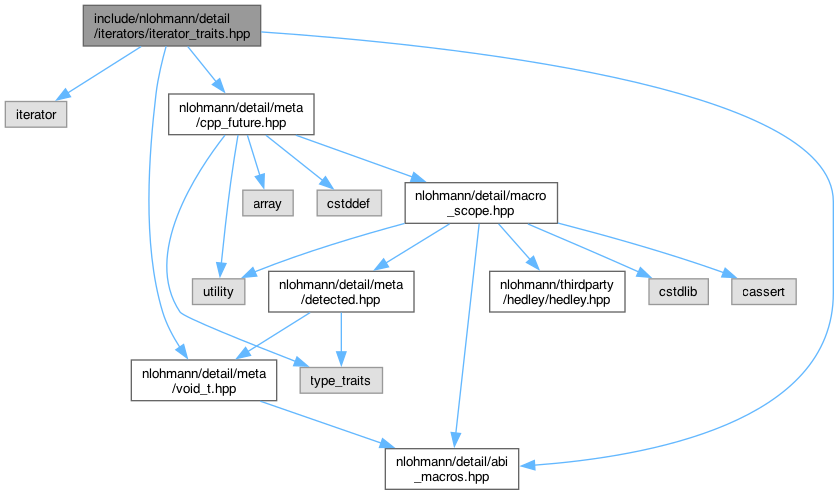 include/nlohmann/detail
/iterators/iterator_traits.hpp
iterator
nlohmann/detail/meta
/cpp_future.hpp
array
cstddef
nlohmann/detail/macro
_scope.hpp
utility
nlohmann/detail/meta
/detected.hpp
nlohmann/thirdparty
/hedley/hedley.hpp
cstdlib
cassert
nlohmann/detail/meta
/void_t.hpp
type_traits
nlohmann/detail/abi
_macros.hpp